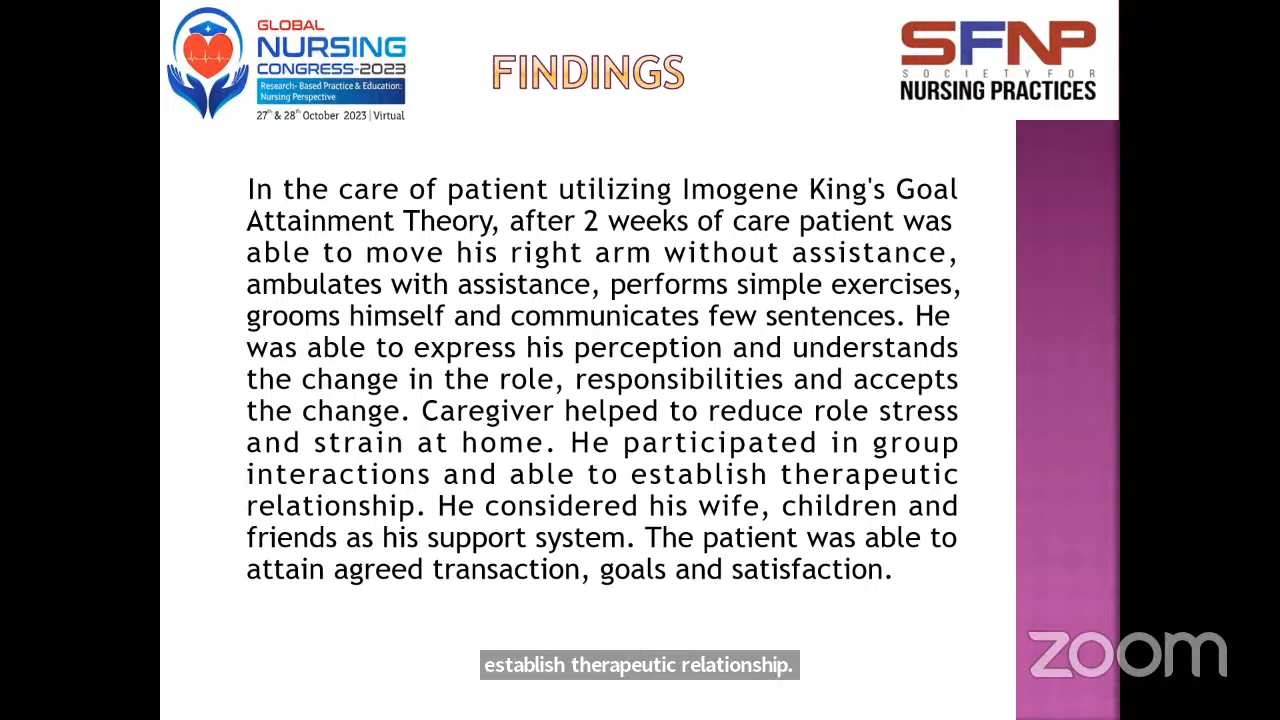 GLOBAL
NURSING
CONGRESS-2023
Research- Based Practice & Education:
Nursing Perspective
27th & 28th October 2023 | Virtual
FINDINGS
SFNP
SOCIETY FOR
NURSING PRACTICES
In the care of patient utilizing Imogene King's Goal
Attainment Theory, after 2 weeks of care patient was
able to move his right arm without assistance,
ambulates with assistance, performs simple exercises,
grooms himself and communicates few sentences. He
was able to express his perception and understands
the change in the role, responsibilities and accepts
the change. Caregiver helped to reduce role stress
and strain at home. He participated in group
interactions and able to establish therapeutic
relationship. He considered his wife, children and
friends as his support system. The patient was able to
attain agreed transaction, goals and satisfaction.
establish therapeutic relationship.
zoom